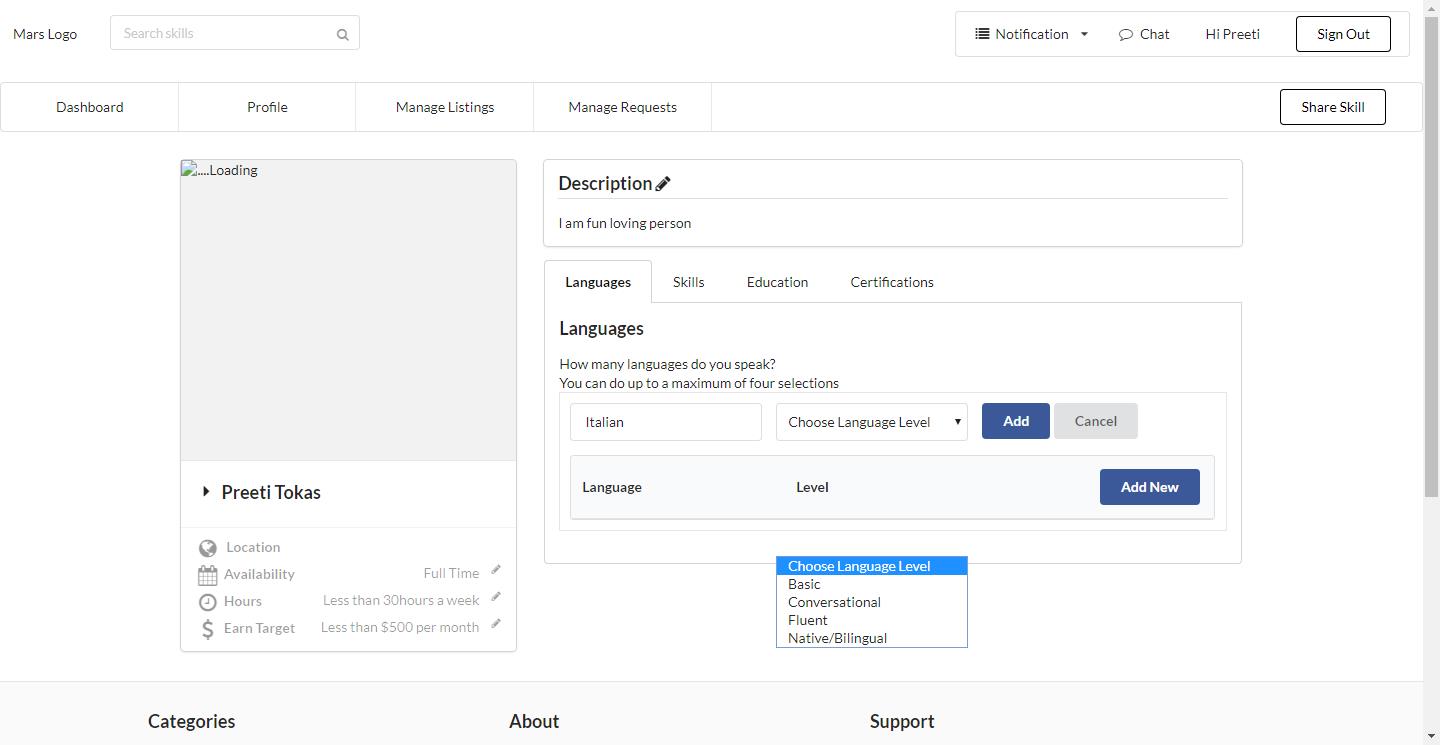 Mars Logo
Search skills
Notification
Chat
Hi Preeti
Sign Out
Dashboard
Profile
Manage Listings
Manage Requests
Share Skill
....Loading
Preeti Tokas
Location
Availability
Full Time
Hours
Less than 30hours a week
Earn Target
Less than $500 per month
Description
I am fun loving person
Languages
Skills
Education
Certifications
Languages
How many languages do you speak?
You can do up to a maximum of four selections
Italian
Choose Language Level
Add
Cancel
Language
Level
Add New
Choose Language Level
Basic
Conversational
Fluent
Native/Bilingual
Categories
About
Support